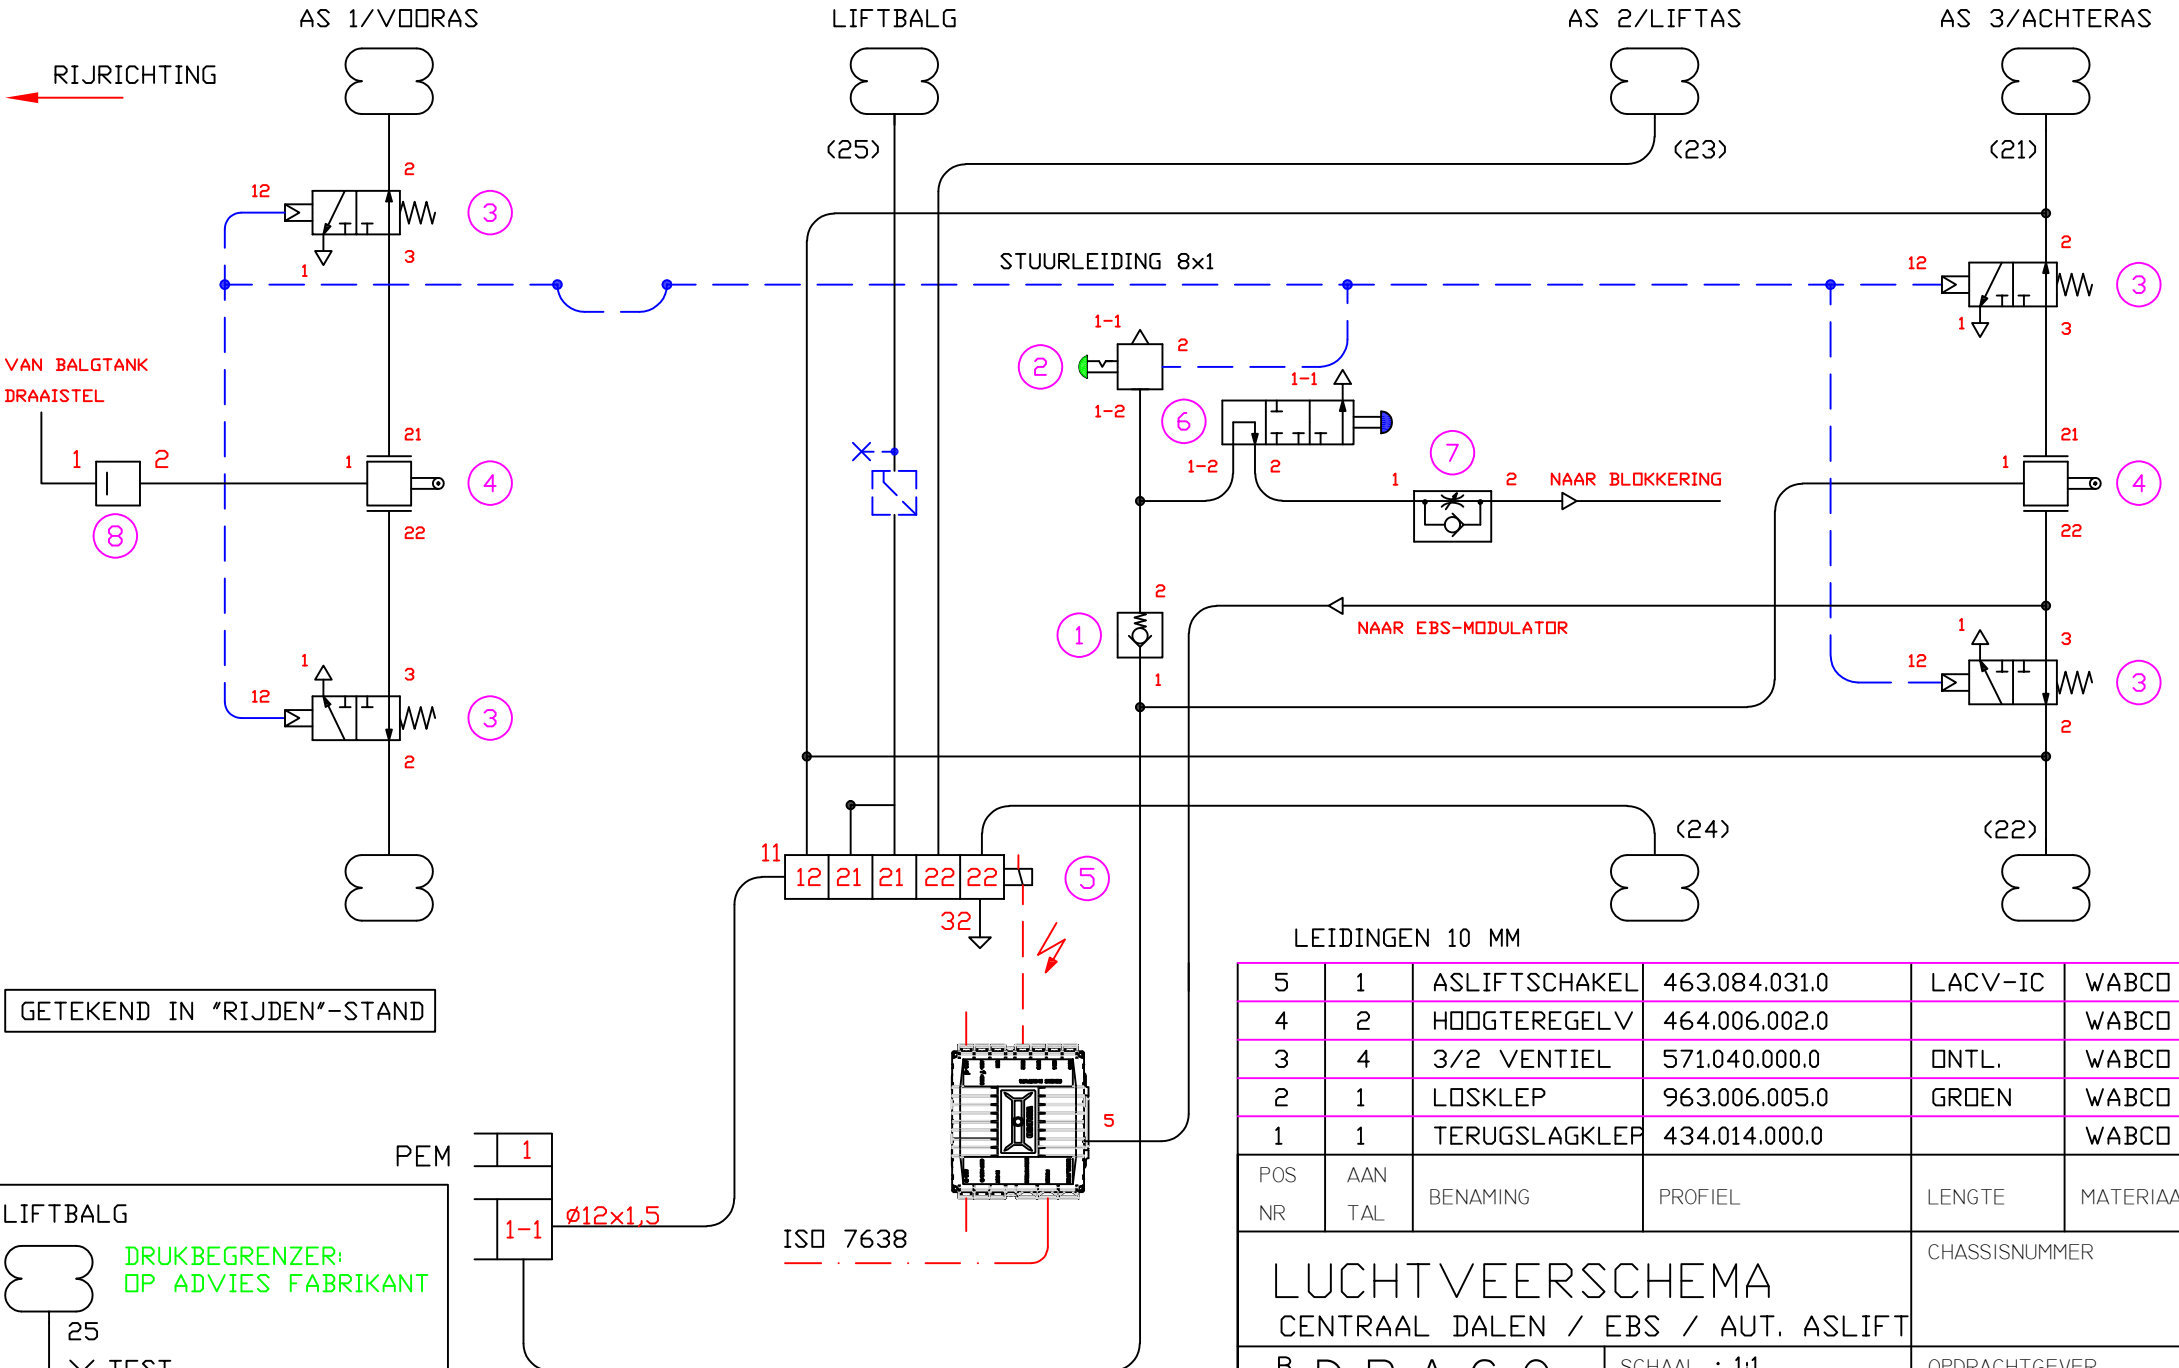 AS 1/VOORAS
LIFTBALG
AS 2/LIFTAS
AS 3/ACHTERAS
RIJRICHTING
(25)
(23)
(21)
2
12
3
3
1
STUURLEIDING 8x1
2
12
3
1
3
1-1
2
2
1-2
1-1
6
1-2
2
7
1
2
NAAR BLOKKERING
VAN BALGTANK
DRAAISTEL
1
2
8
21
1
4
22
21
1
4
22
2
1
1
NAAR EBS-MODULATOR
1
3
12
3
2
1
3
12
3
2
(24)
(22)
11
12
21
21
22
22
5
32
GETEKEND IN "RIJDEN"-STAND
5
PEM
1
1-1
ø12x1,5
ISO 7638
LIFTBALG
DRUKBEGRENZER:
OP ADVIES FABRIKANT
25
TEST
LEIDINGEN 10 MM
5 1 ASLIFTSCHAKEL 463.084.031.0 LACV-IC WABCO
4 2 HOOGTEREGELV 464.006.002.0 WABCO
3 4 3/2 VENTIEL 571.040.000.0 ONTL. WABCO
2 1 LOSKLEP 963.006.005.0 GROEN WABCO
1 1 TERUGSLAGKLEP 434.014.000.0 WABCO
POS NR AAN TAL BENAMING PROFIEL LENGTE MATERIAA
CHASSISNUMMER
LUCHTVEERSCHEMA
CENTRAAL DALEN / EBS / AUT. ASLIFT
D R A C O
SCHAAL : 1:1
OPDRACHTGEVER